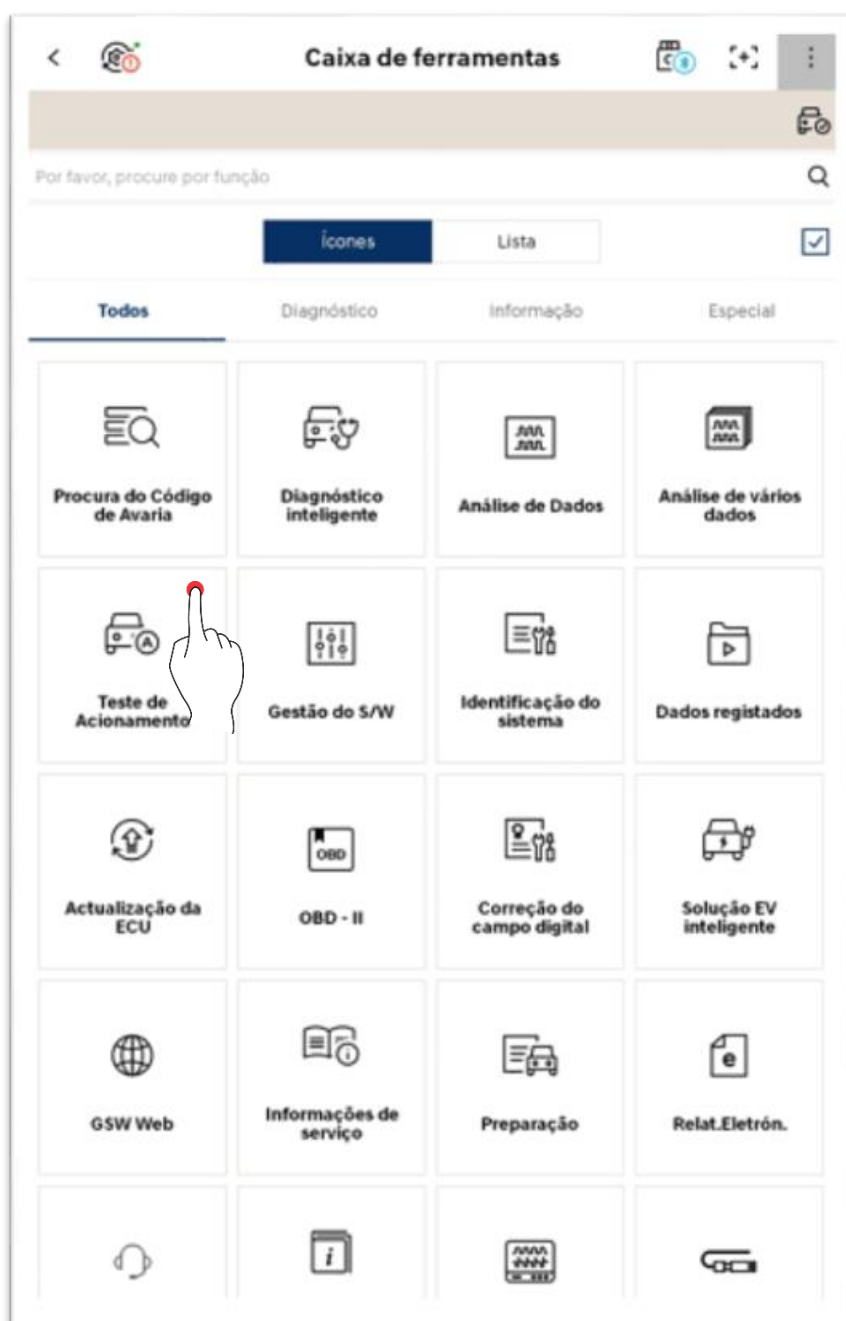 Caixa de ferramentas
Por favor, procure por função
Ícones
Lista
Todos
Diagnóstico
Informação
Especial
Procura do Código
de Avaria
Diagnóstico
inteligente
Análise de Dados
Análise de vários
dados
Teste de
Acionamento
Gestão do S/W
Identificação do
sistema
Dados registados
Actualização da
ECU
OBD
OBD - II
Correção do
campo digital
Solução EV
inteligente
GSW Web
Informações de
serviço
Preparação
e
Relat.Eletrón.
i